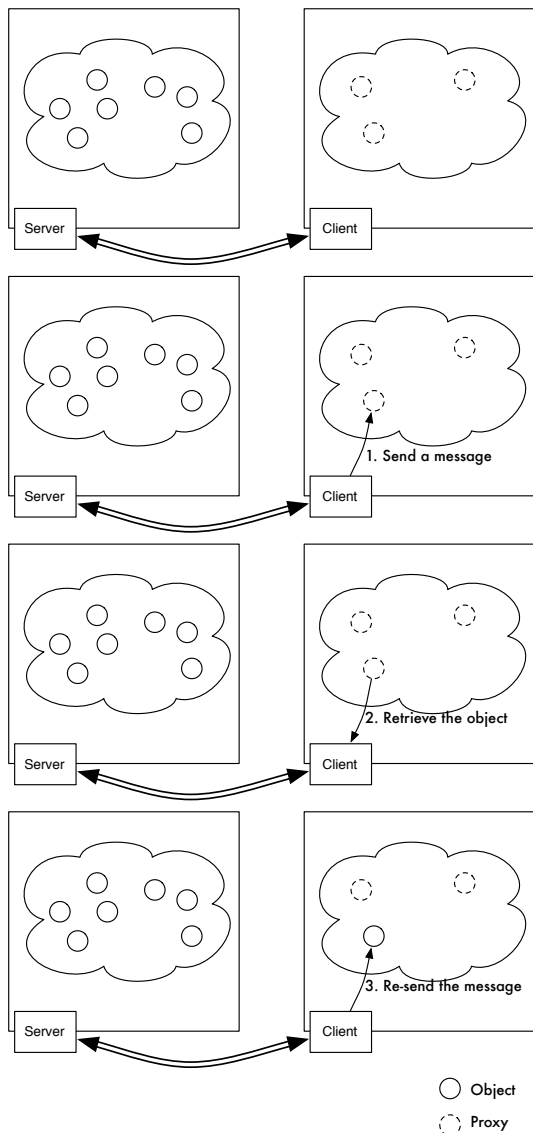 Server
Client
1. Send a message
Server
Client
2. Retrieve the object
Server
Client
3. Re-send the message
Server
Client
Object
Proxy